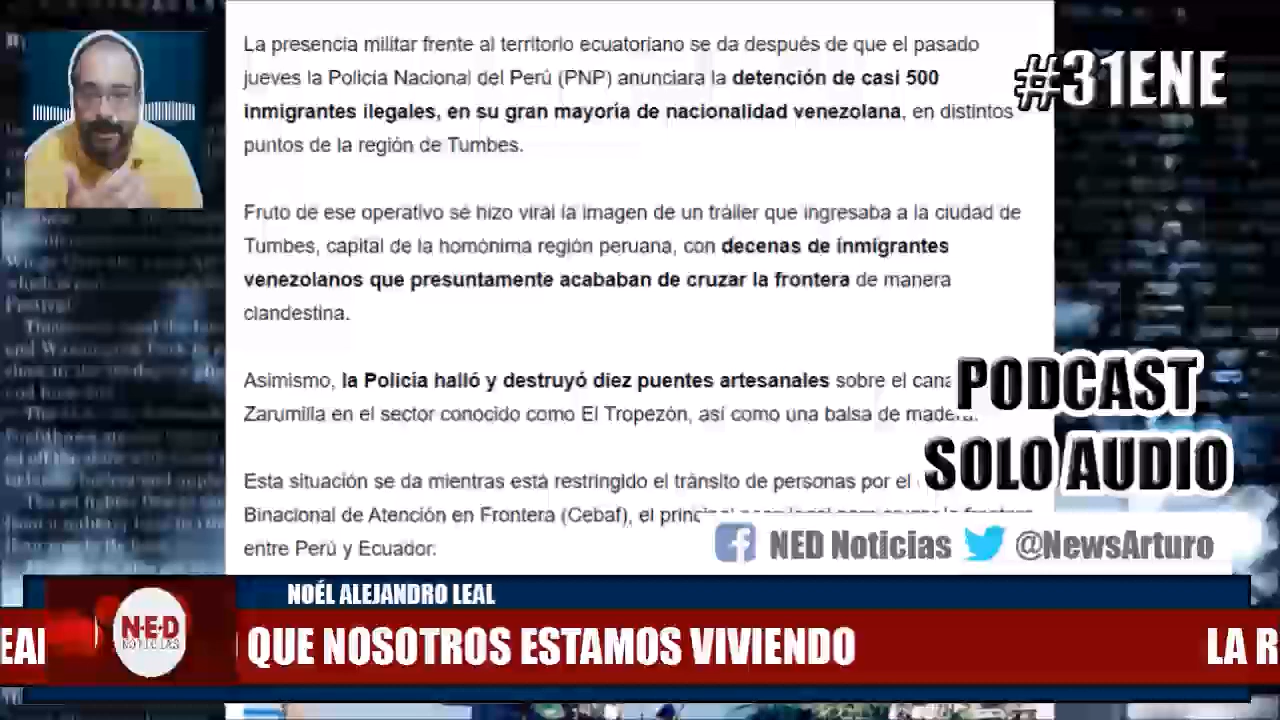 La presencia militar frente al territorio ecuatoriano se da después de que el pasado
jueves la Policía Nacional del Perú (PNP) anunciara la detención de casi 500
inmigrantes ilegales, en su gran mayoría de nacionalidad venezolana, en distintos
puntos de la región de Tumbes.
#31ENE
Fruto de ese operativo se hizo viral la imagen de un tráiler que ingresaba a la ciudad de
Tumbes, capital de la homónima región peruana, con decenas de inmigrantes
venezolanos que presuntamente acababan de cruzar la frontera de manera
clandestina.
Asimismo, la Policía halló y destruyó diez puentes artesanales sobre el cana
Zarumilla en el sector conocido como El Tropezón, así como una balsa de madera.
PODCAST
SOLO AUDIO
Esta situación se da mientras está restringido el tránsito de personas por el
Binacional de Atención en Frontera (Cebaf), el princ
entre Perú y Ecuador.
NED Noticias @NewsArturo
NOÉL ALEJANDRO LEAL
N·E·D
NOTICIAS
QUE NOSOTROS ESTAMOS VIVIENDO
LA R